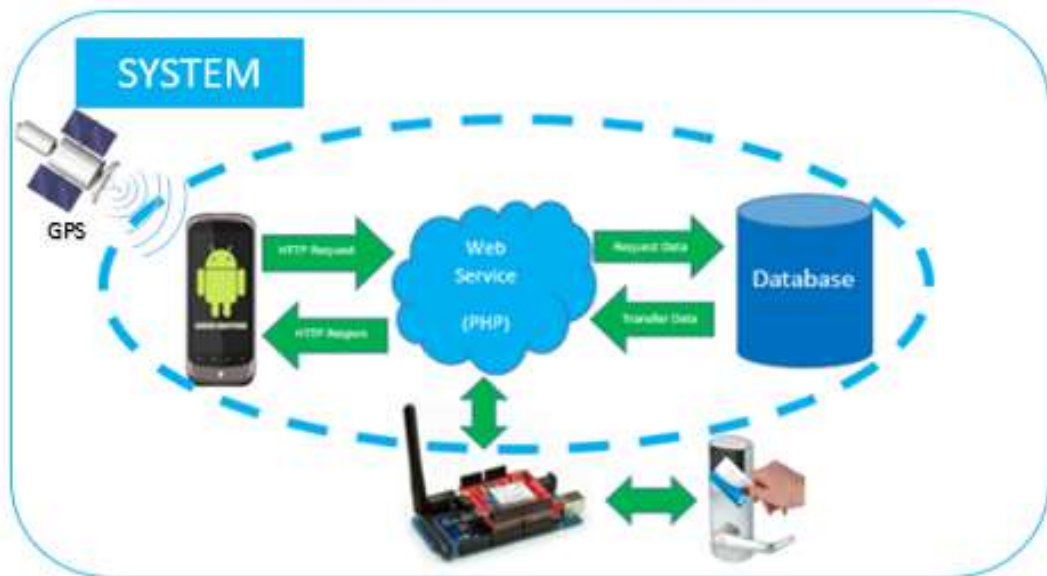 SYSTEM
GPS
HTTP Request
Web
Service
(PHP)
Request Data
Database
HTTP Respon
Transfer Data